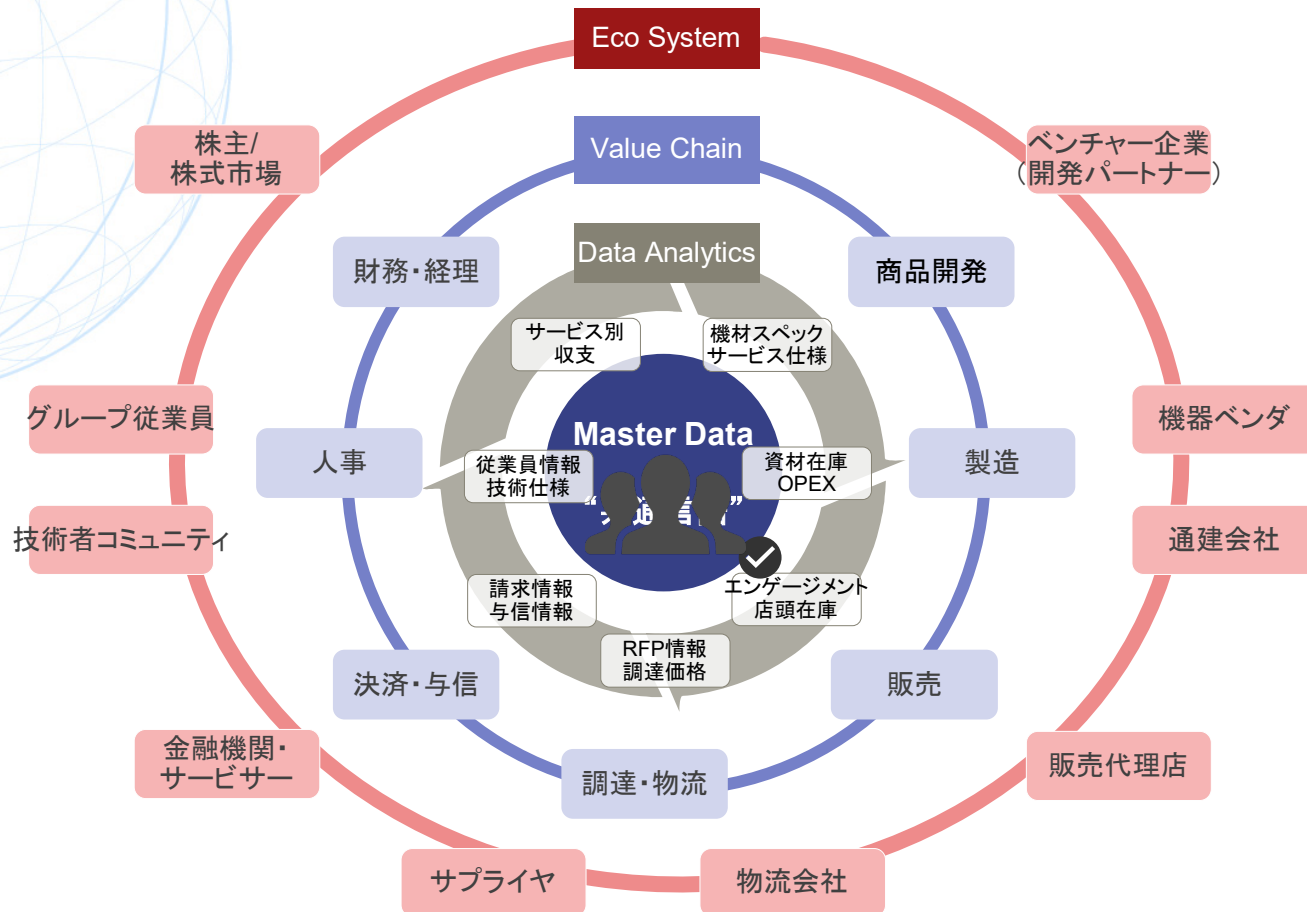 Eco System
株主/
株式市場
ベンチャー企業
(開発パートナー)
Value Chain
財務・経理
Data Analytics
商品開発
サービス別
収支
機材スペック
サービス仕様
グループ従業員
機器ベンダ
Master Data
人事
従業員情報
技術仕様
資材在庫
OPEX
製造
技術者コミュニティ
通建会社
請求情報
与信情報
エンゲージメント
店頭在庫
RFP情報
調達価格
決済・与信
販売
金融機関・
サービサー
販売代理店
調達・物流
サプライヤ
物流会社